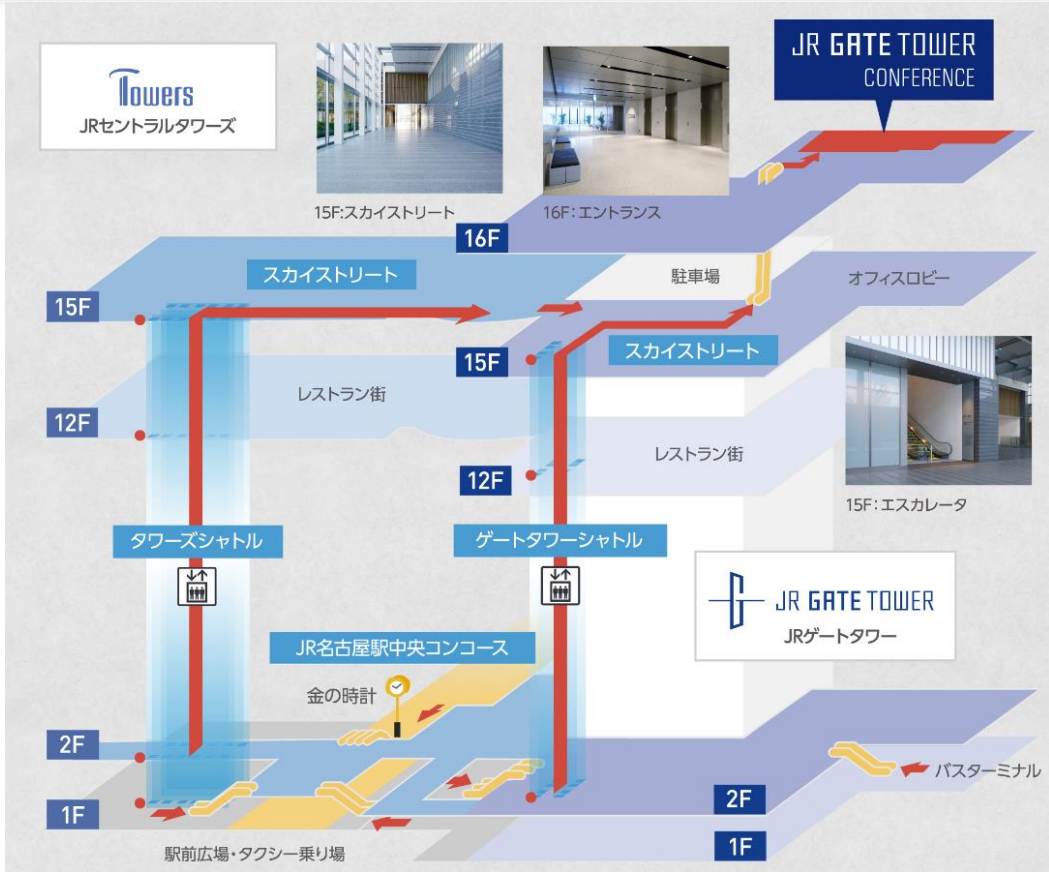 Towers
JRセントラルタワーズ
JR GATE TOWER
CONFERENCE
15F:スカイストリート
16F:エントランス
16F
スカイストリート
駐車場
オフィスロビー
15F
15F
スカイストリート
レストラン街
12F
レストラン街
12F
15F:エスカレータ
タワーズシャトル
ゲートタワーシャトル
JR GATE TOWER
JRゲートタワー
JR名古屋駅中央コンコース
金の時計
2F
バスターミナル
1F
2F
1F
駅前広場・タクシー乗り場